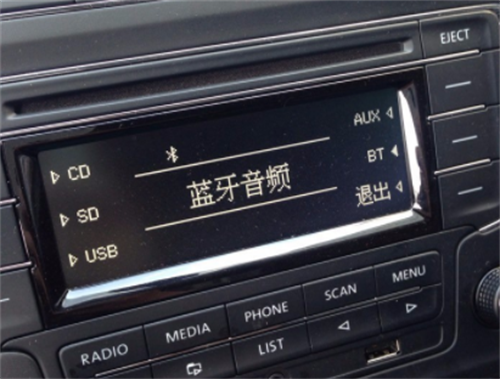 EJECT
CD
AUX
SD
蓝牙音频
BT
USB
退出
RADIO
MEDIA
PHONE
SCAN
MENU
LIST